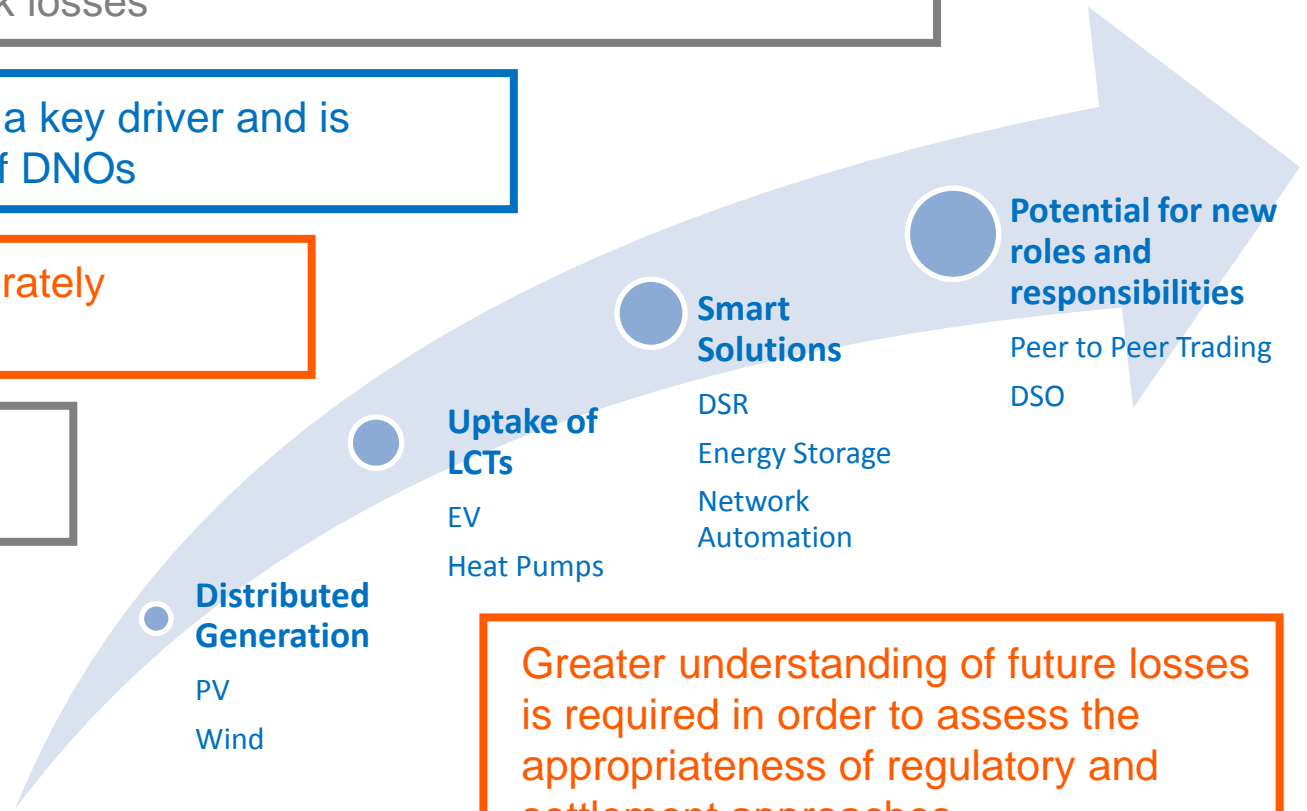 k losses
a key driver and is
f DNOs
rately
Potential for new
roles and
responsibilities
Peer to Peer Trading
DSO
Smart
Solutions
DSR
Energy Storage
Network
Automation
Uptake of
LCTs
EV
Heat Pumps
Distributed
Generation
PV
Wind
Greater understanding of future losses
is required in order to assess the
appropriateness of regulatory and
settlement approaches